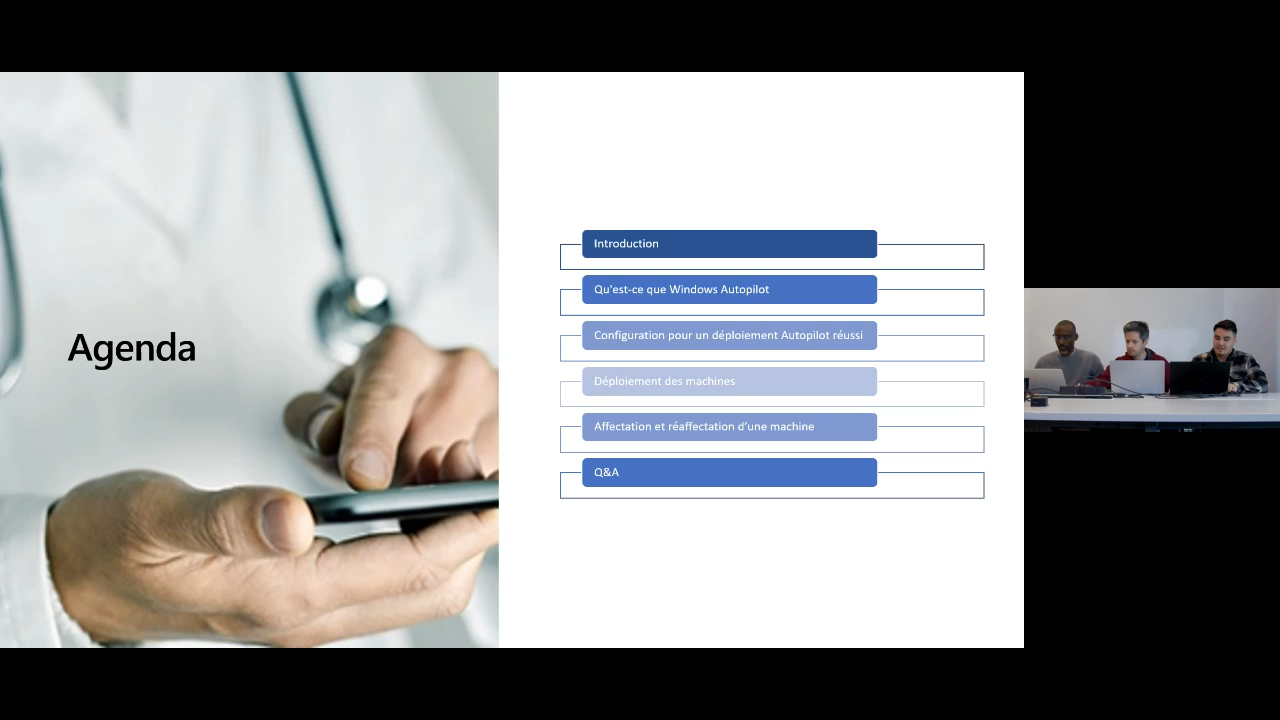 Agenda
Introduction
Qu'est-ce que Windows Autopilot
Configuration pour un déploiement Autopilot réussi
Déploiement des machines
Affectation et réaffectation d’une machine
Q&A